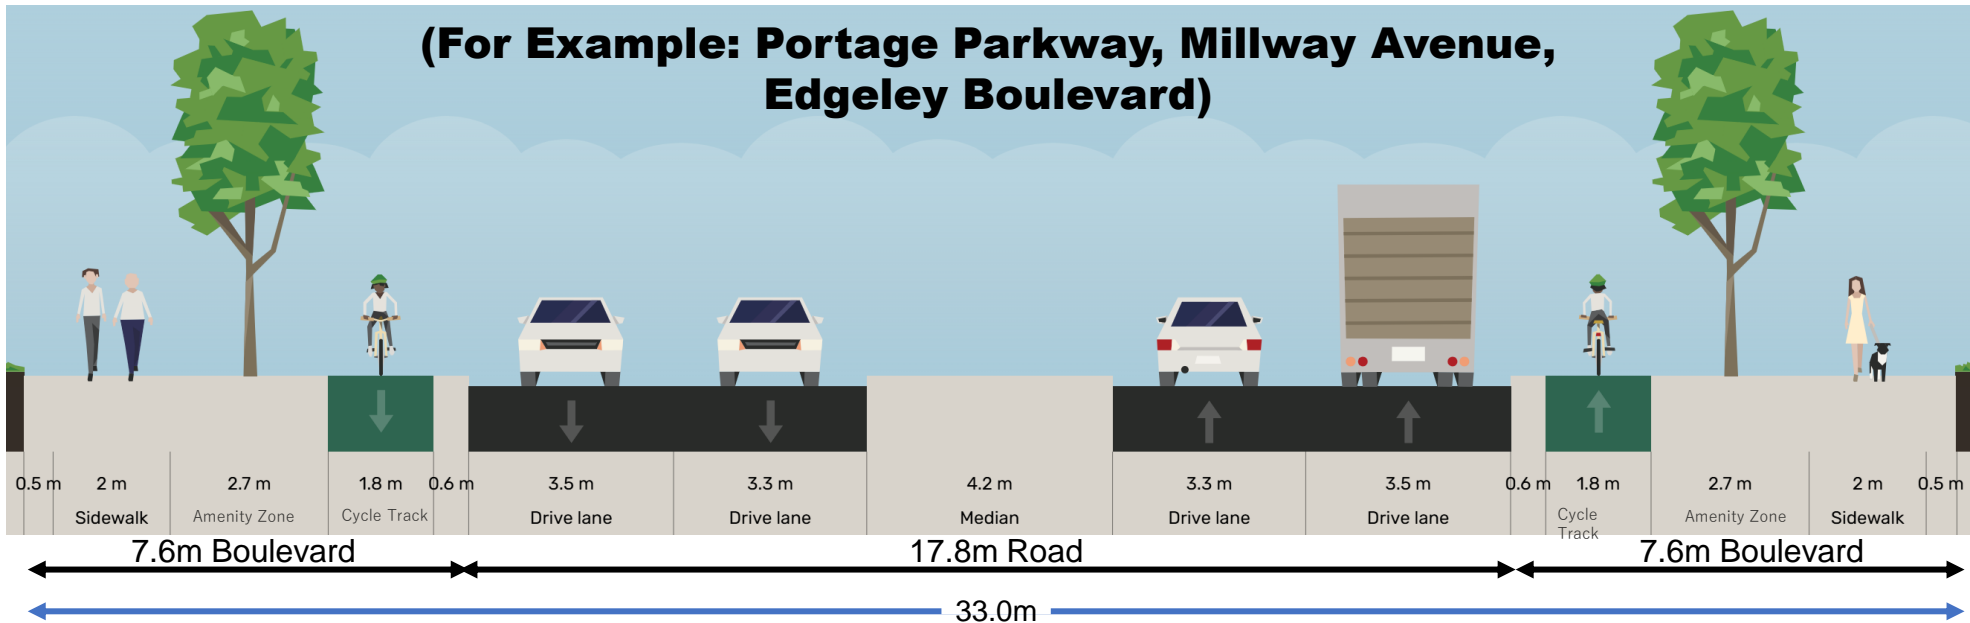 (For Example: Portage Parkway, Millway Avenue,
Edgeley Boulevard)
0.5 m 2 m 2.7 m 1.8 m 0.6 m 3.5 m 3.3 m 4.2 m 3.3 m 3.5 m 0.6 m 1.8 m 2.7 m 2 m 0.5 m
Sidewalk Amenity Zone Cycle Track Drive lane Drive lane Median Drive lane Drive lane Cycle Amenity Zone Sidewalk
Track
7.6m Boulevard 17.8m Road 7.6m Boulevard
33.0m